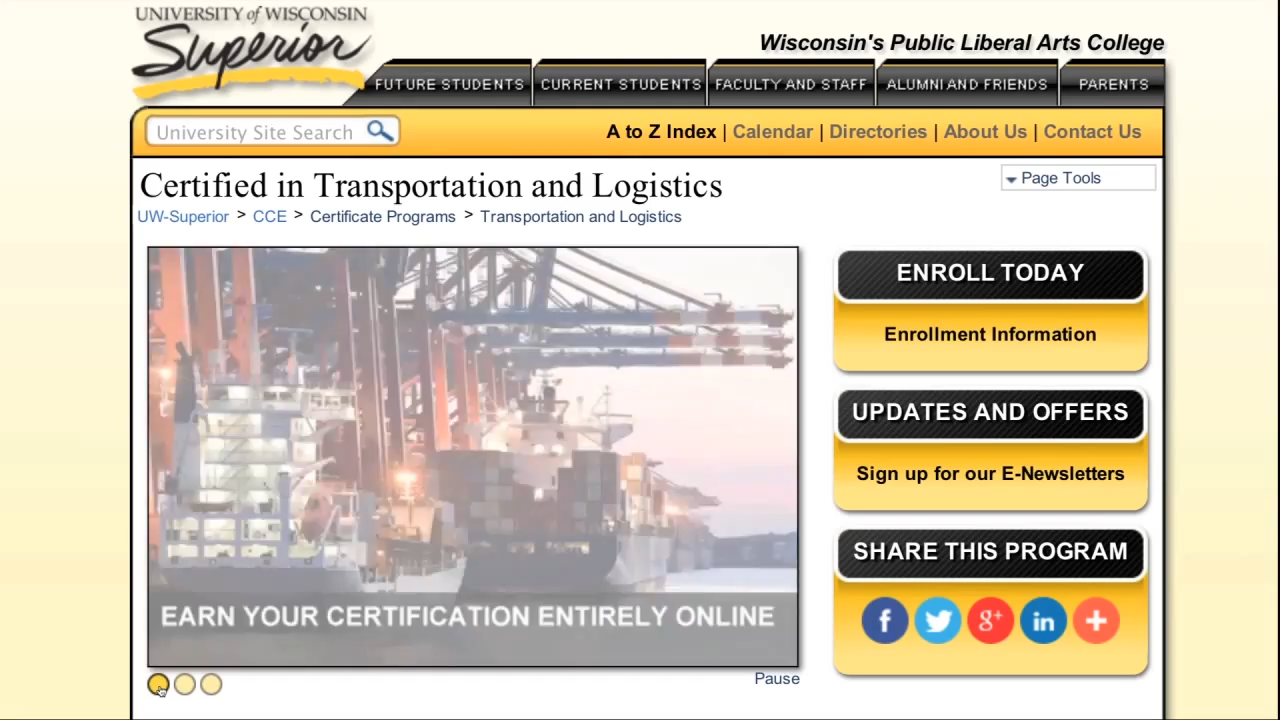 UNIVERSITY of WISCONSIN
Superior
Wisconsin's Public Liberal Arts College
FUTURE STUDENTS CURRENT STUDENTS FACULTY AND STAFF ALUMNI AND FRIENDS PARENTS
University Site Search
A to Z Index | Calendar | Directories | About Us | Contact Us
Certified in Transportation and Logistics
Page Tools
UW-Superior > CCE > Certificate Programs > Transportation and Logistics
ENROLL TODAY
Enrollment Information
UPDATES AND OFFERS
Sign up for our E-Newsletters
SHARE THIS PROGRAM
f g+ in +
EARN YOUR CERTIFICATION ENTIRELY ONLINE
Pause